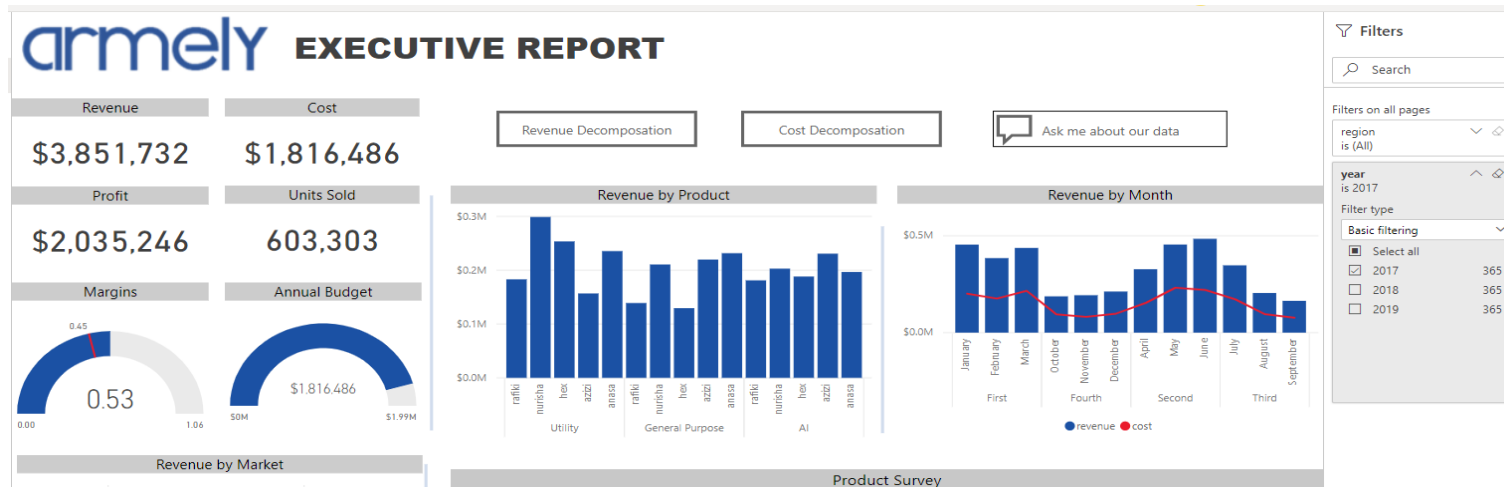 armely EXECUTIVE REPORT
Revenue
$3,851,732
Cost
$1,816,486
Profit
$2,035,246
Units Sold
603,303
Margins
0.45
0.53
0.00
1.06
Annual Budget
$1.816,486
$0M
$1.99M
Revenue Decomposation
Cost Decomposation
Ask me about our data
Revenue by Product
$0.3M
$0.2M
$0.1M
$0.0M
rafiki
nurisha
hex
azizi
anasa
rafiki
nurisha
hex
azizi
anasa
rafiki
nurisha
hex
azizi
anasa
Utility
General Purpose
AI
Revenue by Month
$0.5M
$0.0M
January
February
March
October
November
December
April
May
June
July
August
September
First
Fourth
Second
Third
revenue
cost
Revenue by Market
Product Survey
Filters
Search
Filters on all pages
region
is (All)
year
is 2017
Filter type
Basic filtering
Select all
2017 365
2018 365
2019 365